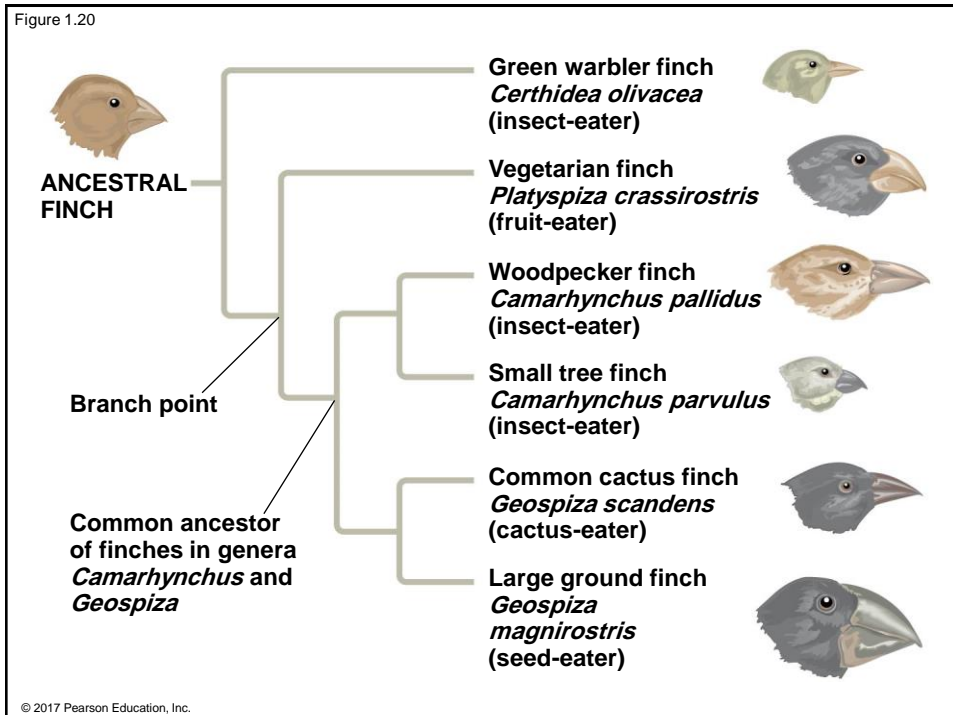 Figure 1.20
ANCESTRAL
FINCH
Green warbler finch
Certhidea olivacea
(insect-eater)
Vegetarian finch
Platyspiza crassirostris
(fruit-eater)
Woodpecker finch
Camarhynchus pallidus
(insect-eater)
Small tree finch
Camarhynchus parvulus
(insect-eater)
Common cactus finch
Geospiza scandens
(cactus-eater)
Large ground finch
Geospiza
magnirostris
(seed-eater)
Branch point
Common ancestor
of finches in genera
Camarhynchus and
Geospiza
© 2017 Pearson Education, Inc.